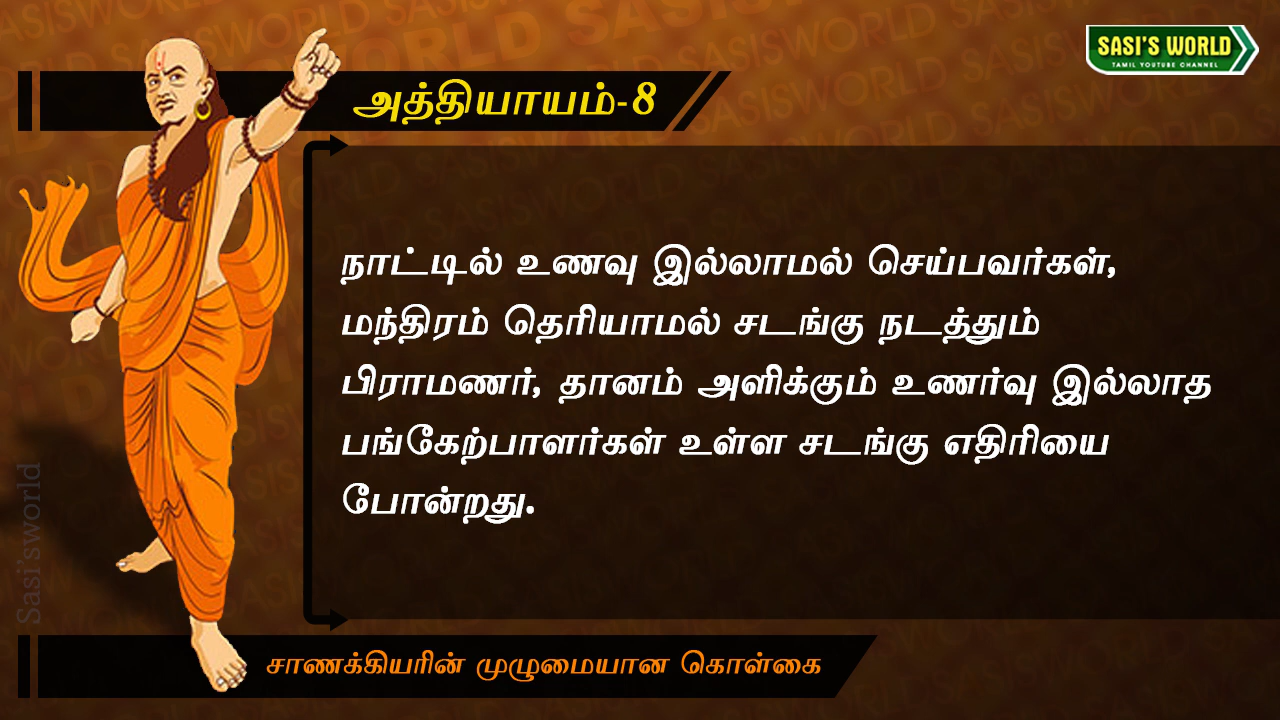 SASI'S WORLD
TAMIL YOUTUBE CHANNEL
அத்தியாயம்-8
நாட்டில் உணவு இல்லாமல் செய்பவர்கள்,
மந்திரம் தெரியாமல் சடங்கு நடத்தும்
பிராமணர், தானம் அளிக்கும் உணர்வு இல்லாத
பங்கேற்பாளர்கள் உள்ள சடங்கு எதிரியை
போன்றது.
Sasi'sworld
சாணக்கியரின் முழுமையான கொள்கை